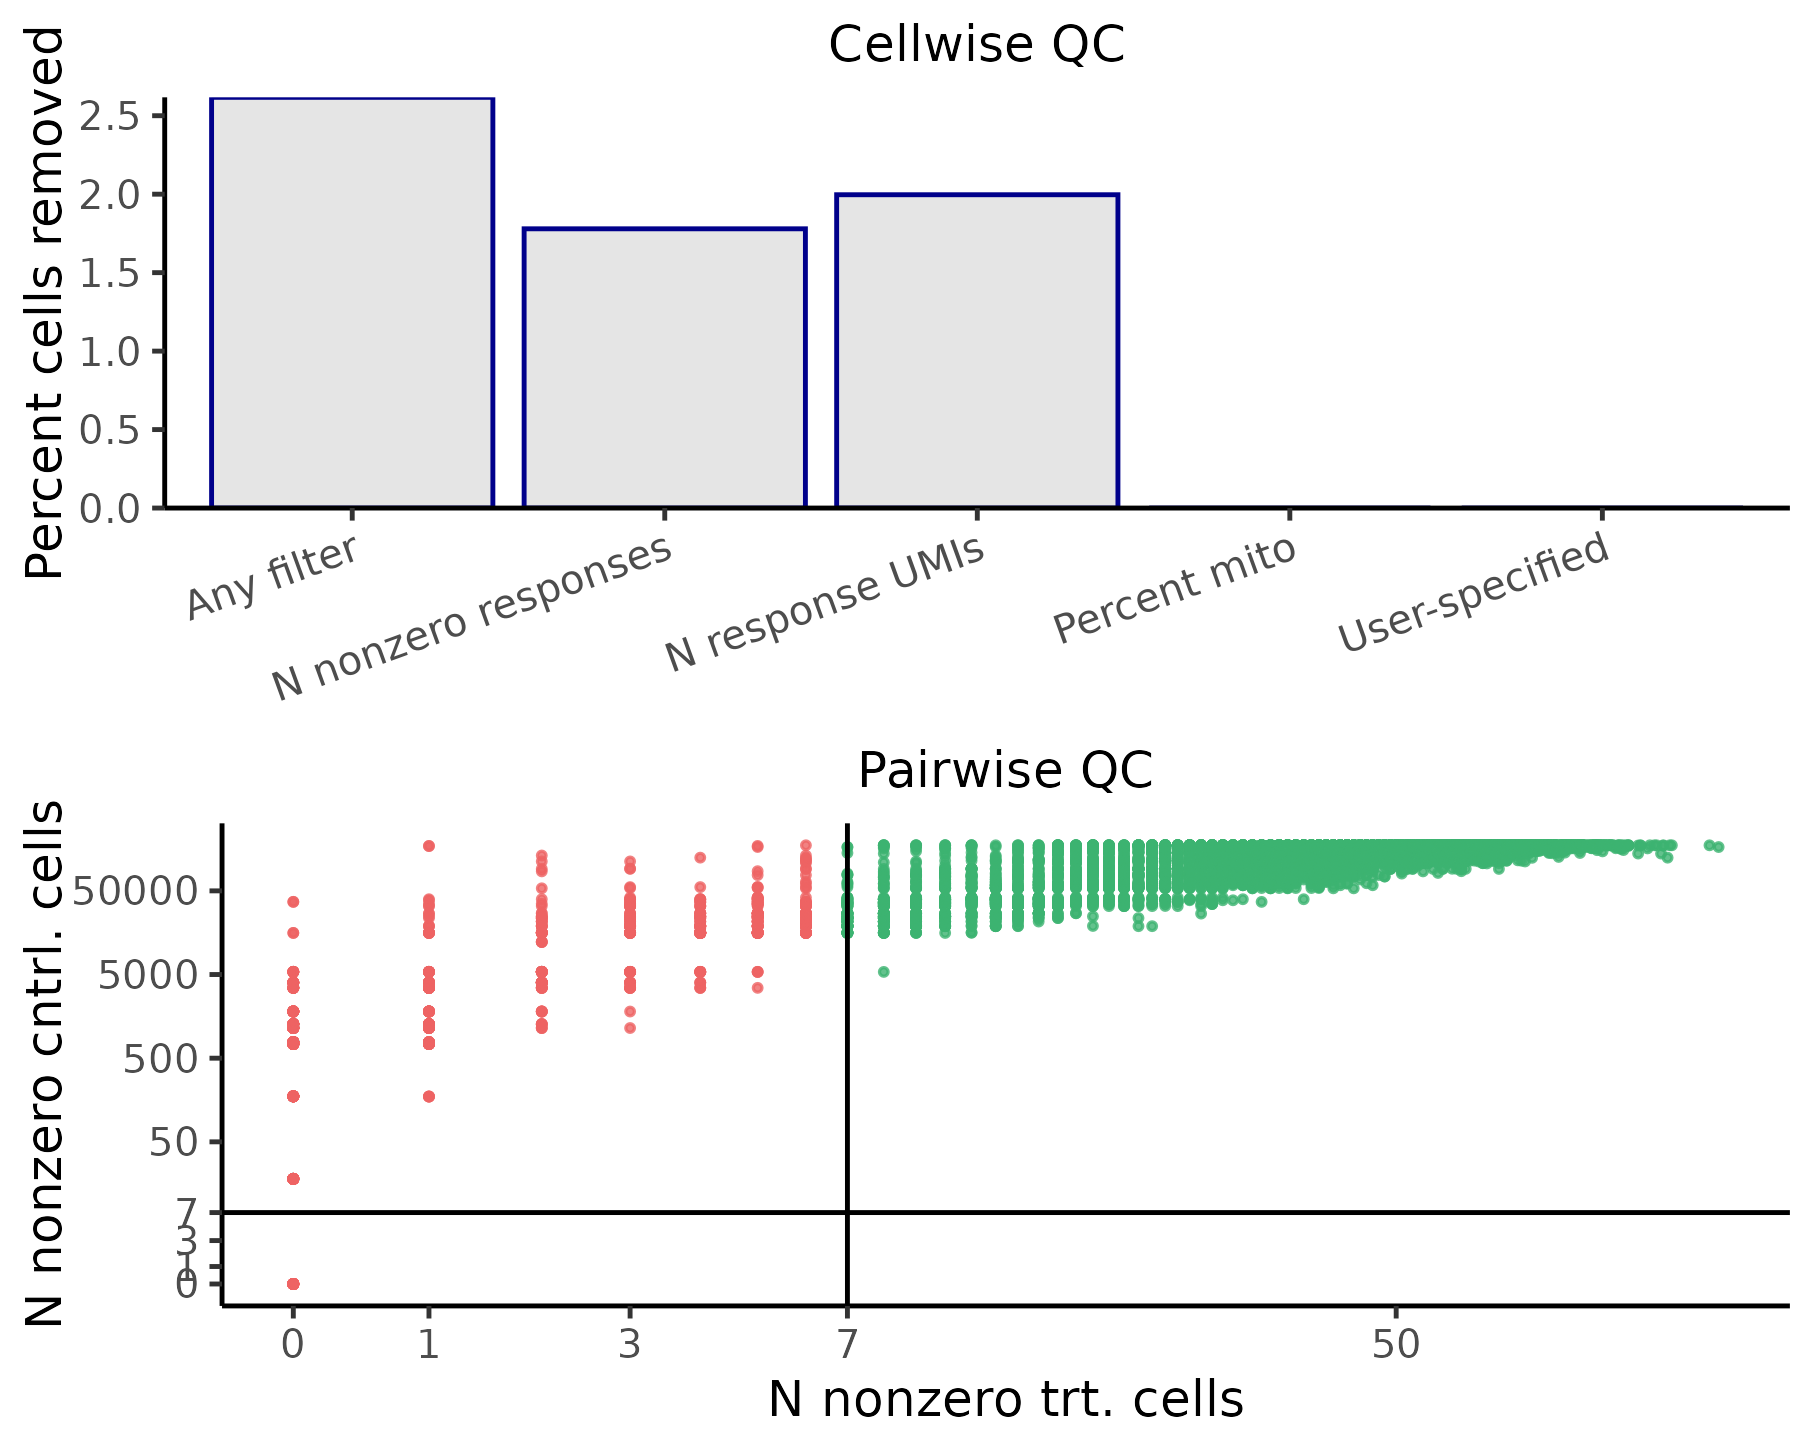 Cellwise QC
Percent cells removed
2.5
2.0
1.5
1.0
0.5
0.0
Any filter
N nonzero responses
N response UMIs
Percent mito
User-specified
Pairwise QC
N nonzero cntrl. cells
50000
5000
500
50
7
3
1
0
0 1 3 7 50
N nonzero trt. cells